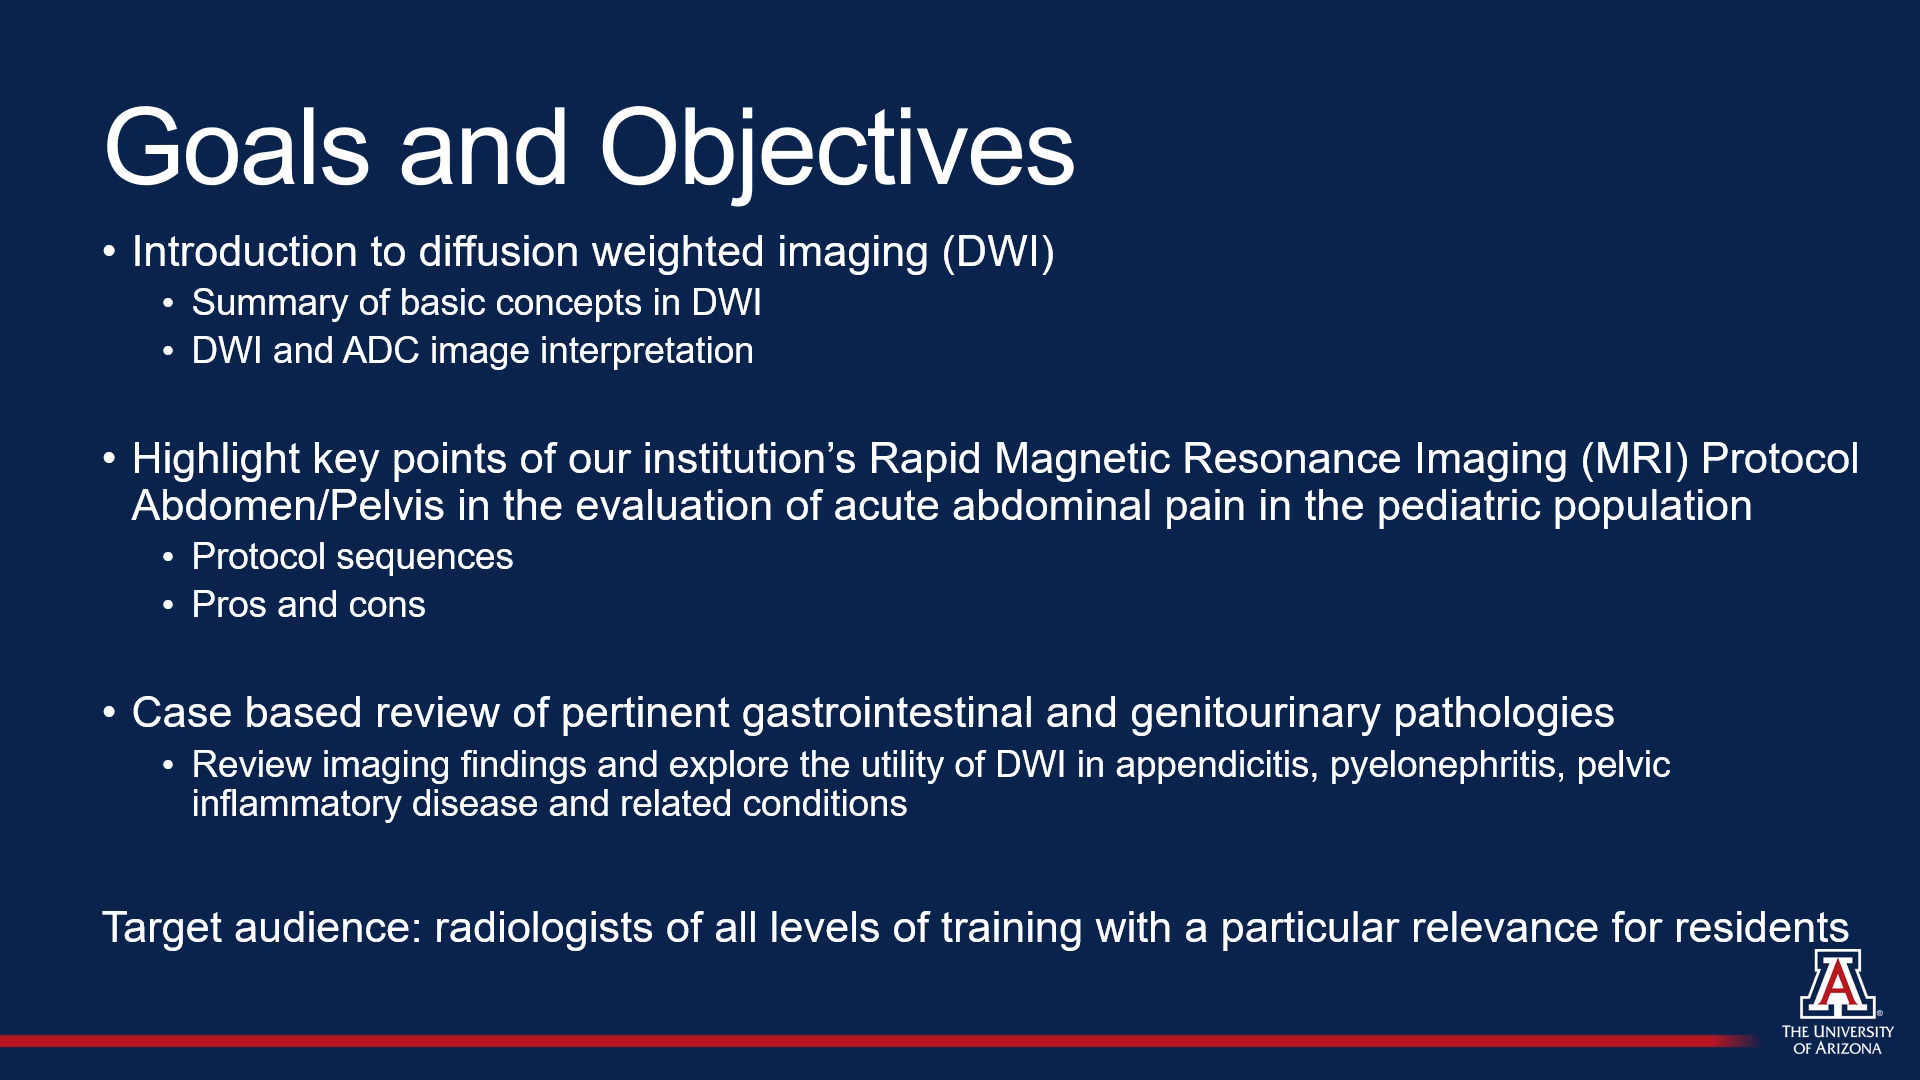 Goals and Objectives
• Introduction to diffusion weighted imaging (DWI)
• Summary of basic concepts in DWI
• DWI and ADC image interpretation
• Highlight key points of our institution’s Rapid Magnetic Resonance Imaging (MRI) Protocol
Abdomen/Pelvis in the evaluation of acute abdominal pain in the pediatric population
• Protocol sequences
• Pros and cons
• Case based review of pertinent gastrointestinal and genitourinary pathologies
• Review imaging findings and explore the utility of DWI in appendicitis, pyelonephritis, pelvic
inflammatory disease and related conditions
Target audience: radiologists of all levels of training with a particular relevance for residents
A®
THE UNIVERSITY
OF ARIZONA